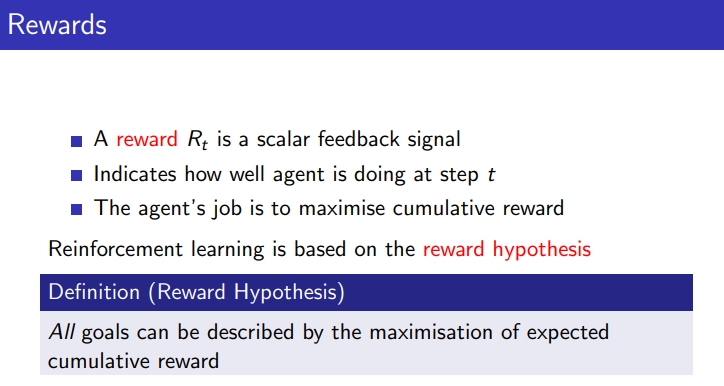 Rewards
A reward Rt is a scalar feedback signal
Indicates how well agent is doing at step t
The agent's job is to maximise cumulative reward
Reinforcement learning is based on the reward hypothesis
Definition (Reward Hypothesis)
All goals can be described by the maximisation of expected
cumulative reward